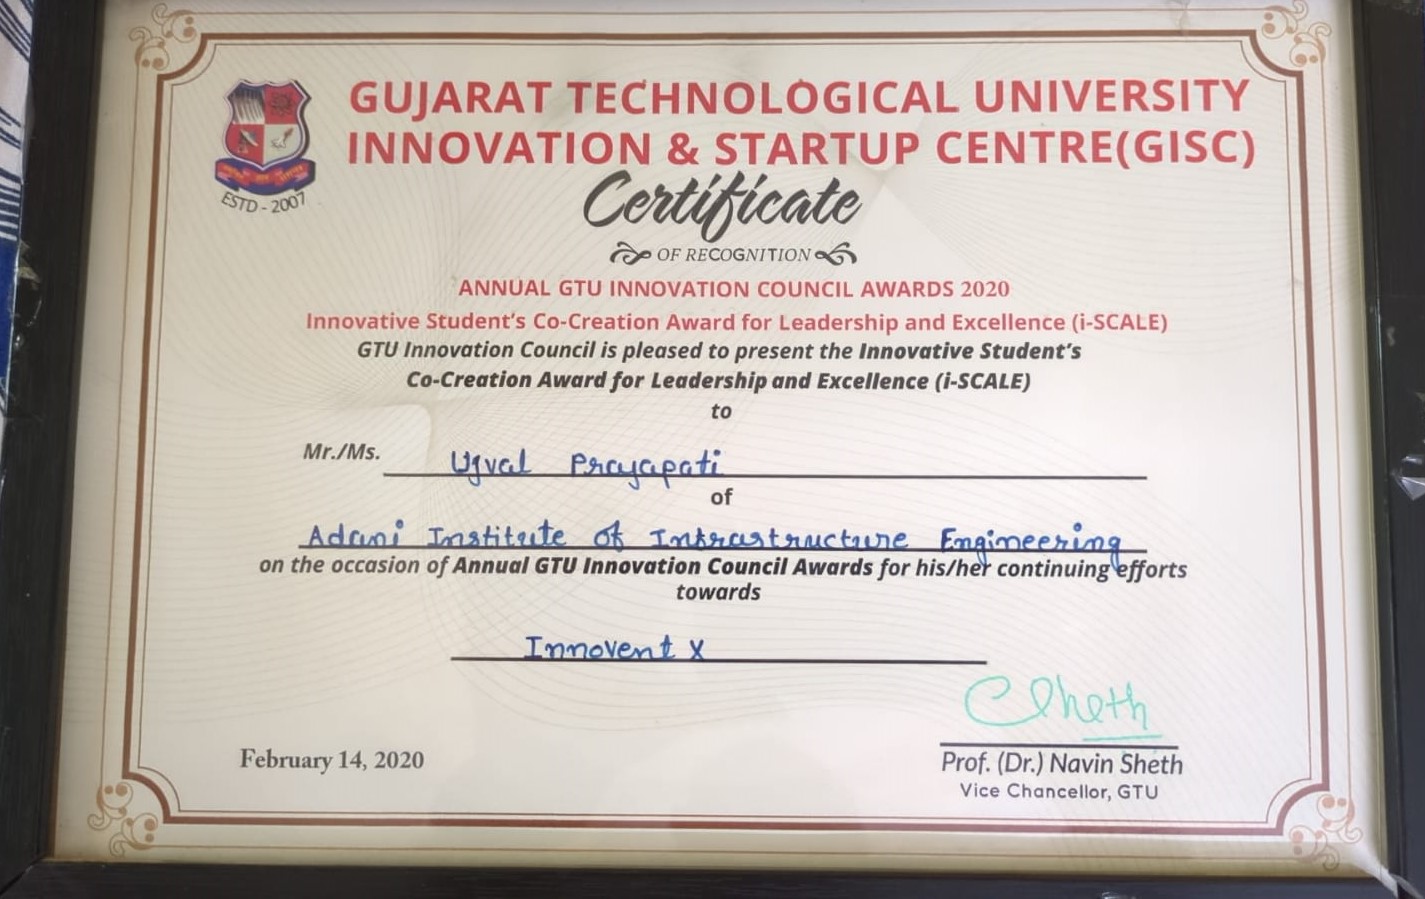 GUJARAT TECHNOLOGICAL UNIVERSITY
INNOVATION & STARTUP CENTRE(GISC)
ESTD - 2007
Certificate
OF RECOGNITION
ANNUAL GTU INNOVATION COUNCIL AWARDS 2020
Innovative Student's Co-Creation Award for Leadership and Excellence (i-SCALE)
GTU Innovation Council is pleased to present the Innovative Student's
Co-Creation Award for Leadership and Excellence (i-SCALE)
to
Mr./Ms. Ujval Prajapati
of
Adani Institute of Infrastructure Engineering
on the occasion of Annual GTU Innovation Council Awards for his/her continuing efforts
towards
Innovent X
February 14, 2020
Prof. (Dr.) Navin Sheth
Vice Chancellor, GTU